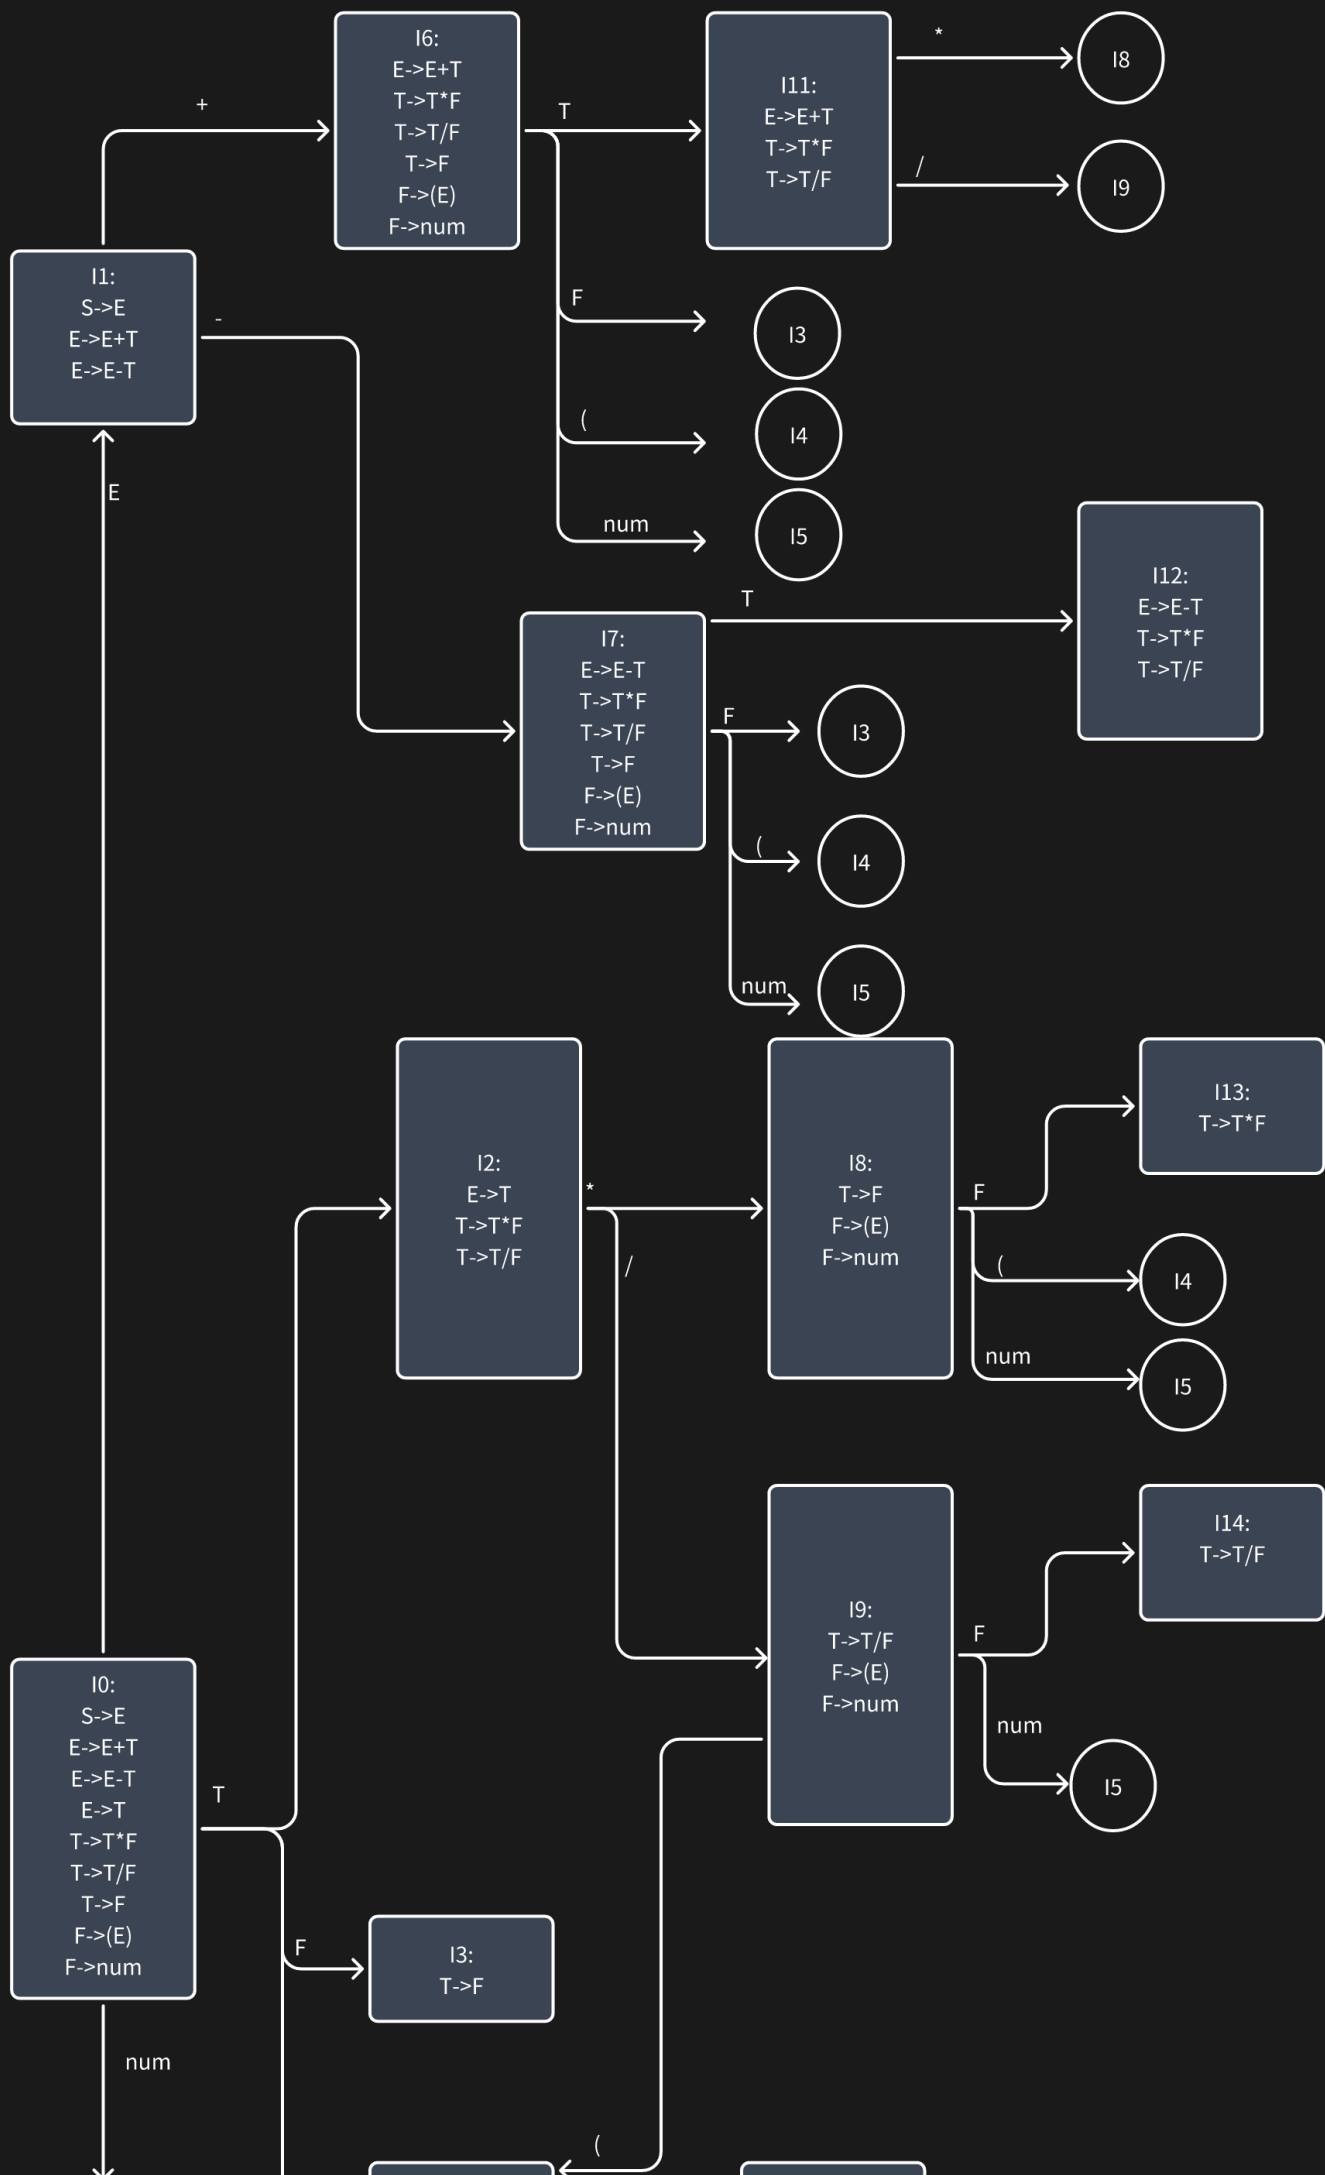 I6:
E->E+T
T->T*F
T->T/F
T->F
F->(E)
F->num
I11:
E->E+T
T->T*F
T->T/F
*
I8
/
I9
+
T
F
I3
(
I4
num
I5
I1:
S->E
E->E+T
E->E-T
-
E
T
I12:
E->E-T
T->T*F
T->T/F
I7:
E->E-T
T->T*F
T->T/F
T->F
F->(E)
F->num
F
I3
(
I4
num
I5
I2:
E->T
T->T*F
T->T/F
*
/
I8:
T->F
F->(E)
F->num
F
I13:
T->T*F
(
I4
num
I5
I9:
T->T/F
F->(E)
F->num
F
I14:
T->T/F
num
I5
I0:
S->E
E->E+T
E->E-T
E->T
T->T*F
T->T/F
T->F
F->(E)
F->num
T
F
I3:
T->F
num
(